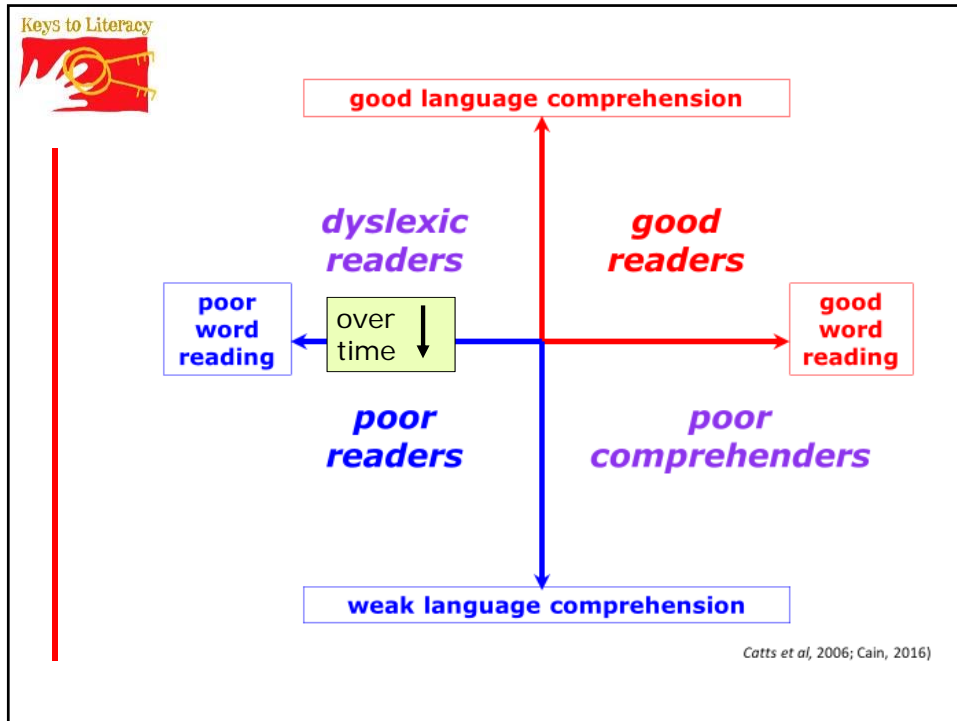 Keys to Literacy
good language comprehension
dyslexic
readers
good
readers
poor
word
reading
over
time
good
word
reading
poor
readers
poor
comprehenders
weak language comprehension
Catts et al, 2006; Cain, 2016)